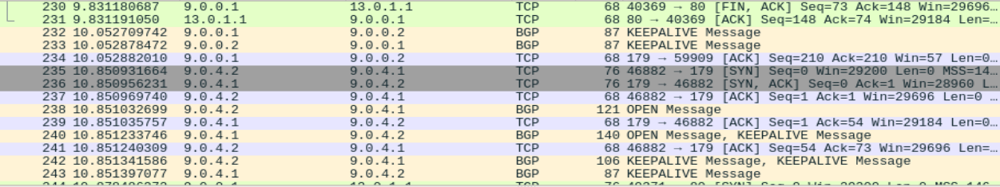 230 9.831180687 9.0.0.1 13.0.1.1 TCP 68 40369 → 80 [FIN, ACK] Seq=73 Ack=148 Win=29696…
231 9.831191050 13.0.1.1 9.0.0.1 TCP 68 80 → 40369 [ACK] Seq=148 Ack=74 Win=29184 Len=…
232 10.052709742 9.0.0.1 9.0.0.2 BGP 87 KEEPALIVE Message
233 10.052878472 9.0.0.2 9.0.0.1 BGP 87 KEEPALIVE Message
234 10.052882010 9.0.0.1 9.0.0.2 TCP 68 179 → 59909 [ACK] Seq=210 Ack=210 Win=57 Len=0…
235 10.850931664 9.0.4.2 9.0.4.1 TCP 76 46882 → 179 [SYN] Seq=0 Win=29200 Len=0 MSS=14…
236 10.850956231 9.0.4.1 9.0.4.2 TCP 76 179 → 46882 [SYN, ACK] Seq=0 Ack=1 Win=28960 L…
237 10.850969740 9.0.4.2 9.0.4.1 TCP 68 46882 → 179 [ACK] Seq=1 Ack=1 Win=29696 Len=0 …
238 10.851032699 9.0.4.2 9.0.4.1 BGP 121 OPEN Message
239 10.851035757 9.0.4.1 9.0.4.2 TCP 68 179 → 46882 [ACK] Seq=1 Ack=54 Win=29184 Len=0…
240 10.851233746 9.0.4.1 9.0.4.2 BGP 140 OPEN Message, KEEPALIVE Message
241 10.851240309 9.0.4.2 9.0.4.1 TCP 68 46882 → 179 [ACK] Seq=54 Ack=73 Win=29696 Len=…
242 10.851341586 9.0.4.2 9.0.4.1 BGP 106 KEEPALIVE Message, KEEPALIVE Message
243 10.851397077 9.0.4.1 9.0.4.2 BGP 87 KEEPALIVE Message